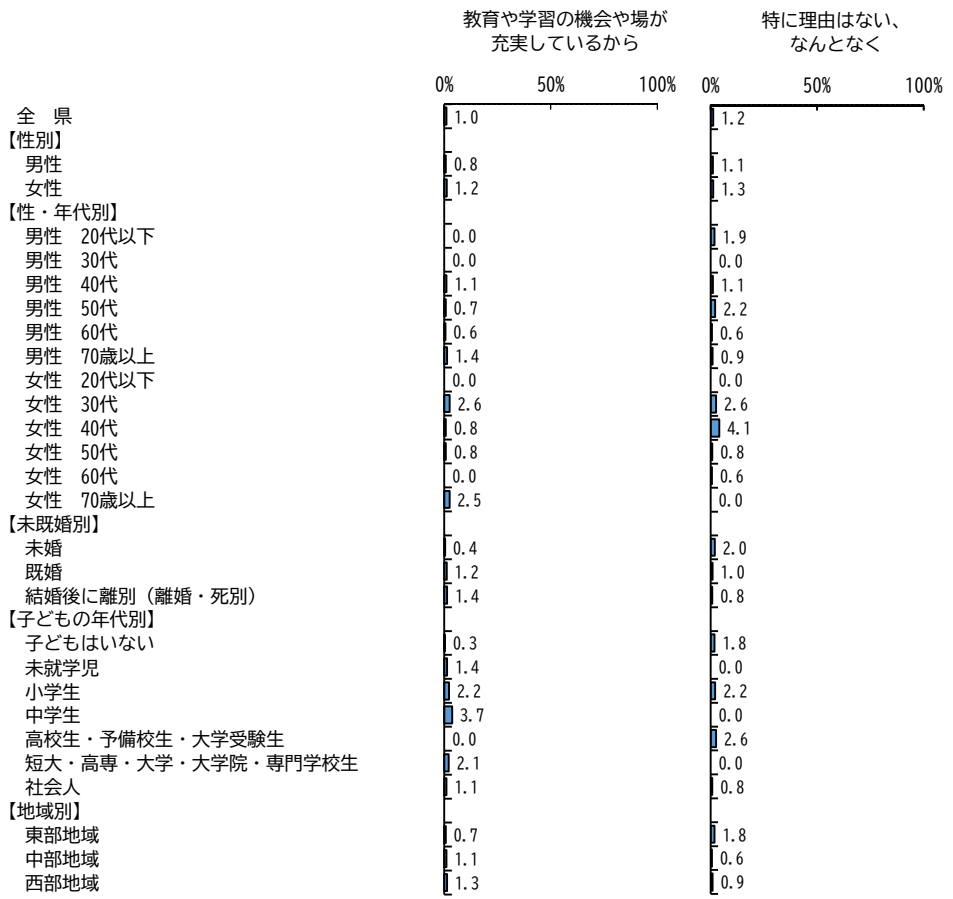 教育や学習の機会や場が 特に理由はない、
充実しているから なんとなく
0% 50% 100% 0% 50% 100%
全　県 1.0 1.2
【性別】
男性 0.8 1.1
女性 1.2 1.3
【性・年代別】
男性　20代以下 0.0 1.9
男性　30代 0.0 0.0
男性　40代 1.1 1.1
男性　50代 0.7 2.2
男性　60代 0.6 0.6
男性　70歳以上 1.4 0.9
女性　20代以下 0.0 0.0
女性　30代 2.6 2.6
女性　40代 0.8 4.1
女性　50代 0.8 0.8
女性　60代 0.0 0.6
女性　70歳以上 2.5 0.0
【未既婚別】
未婚 0.4 2.0
既婚 1.2 1.0
結婚後に離別（離婚・死別） 1.4 0.8
【子どもの年代別】
子どもはいない 0.3 1.8
未就学児 1.4 0.0
小学生 2.2 2.2
中学生 3.7 0.0
高校生・予備校生・大学受験生 0.0 2.6
短大・高専・大学・大学院・専門学校生 2.1 0.0
社会人 1.1 0.8
【地域別】
東部地域 0.7 1.8
中部地域 1.1 0.6
西部地域 1.3 0.9